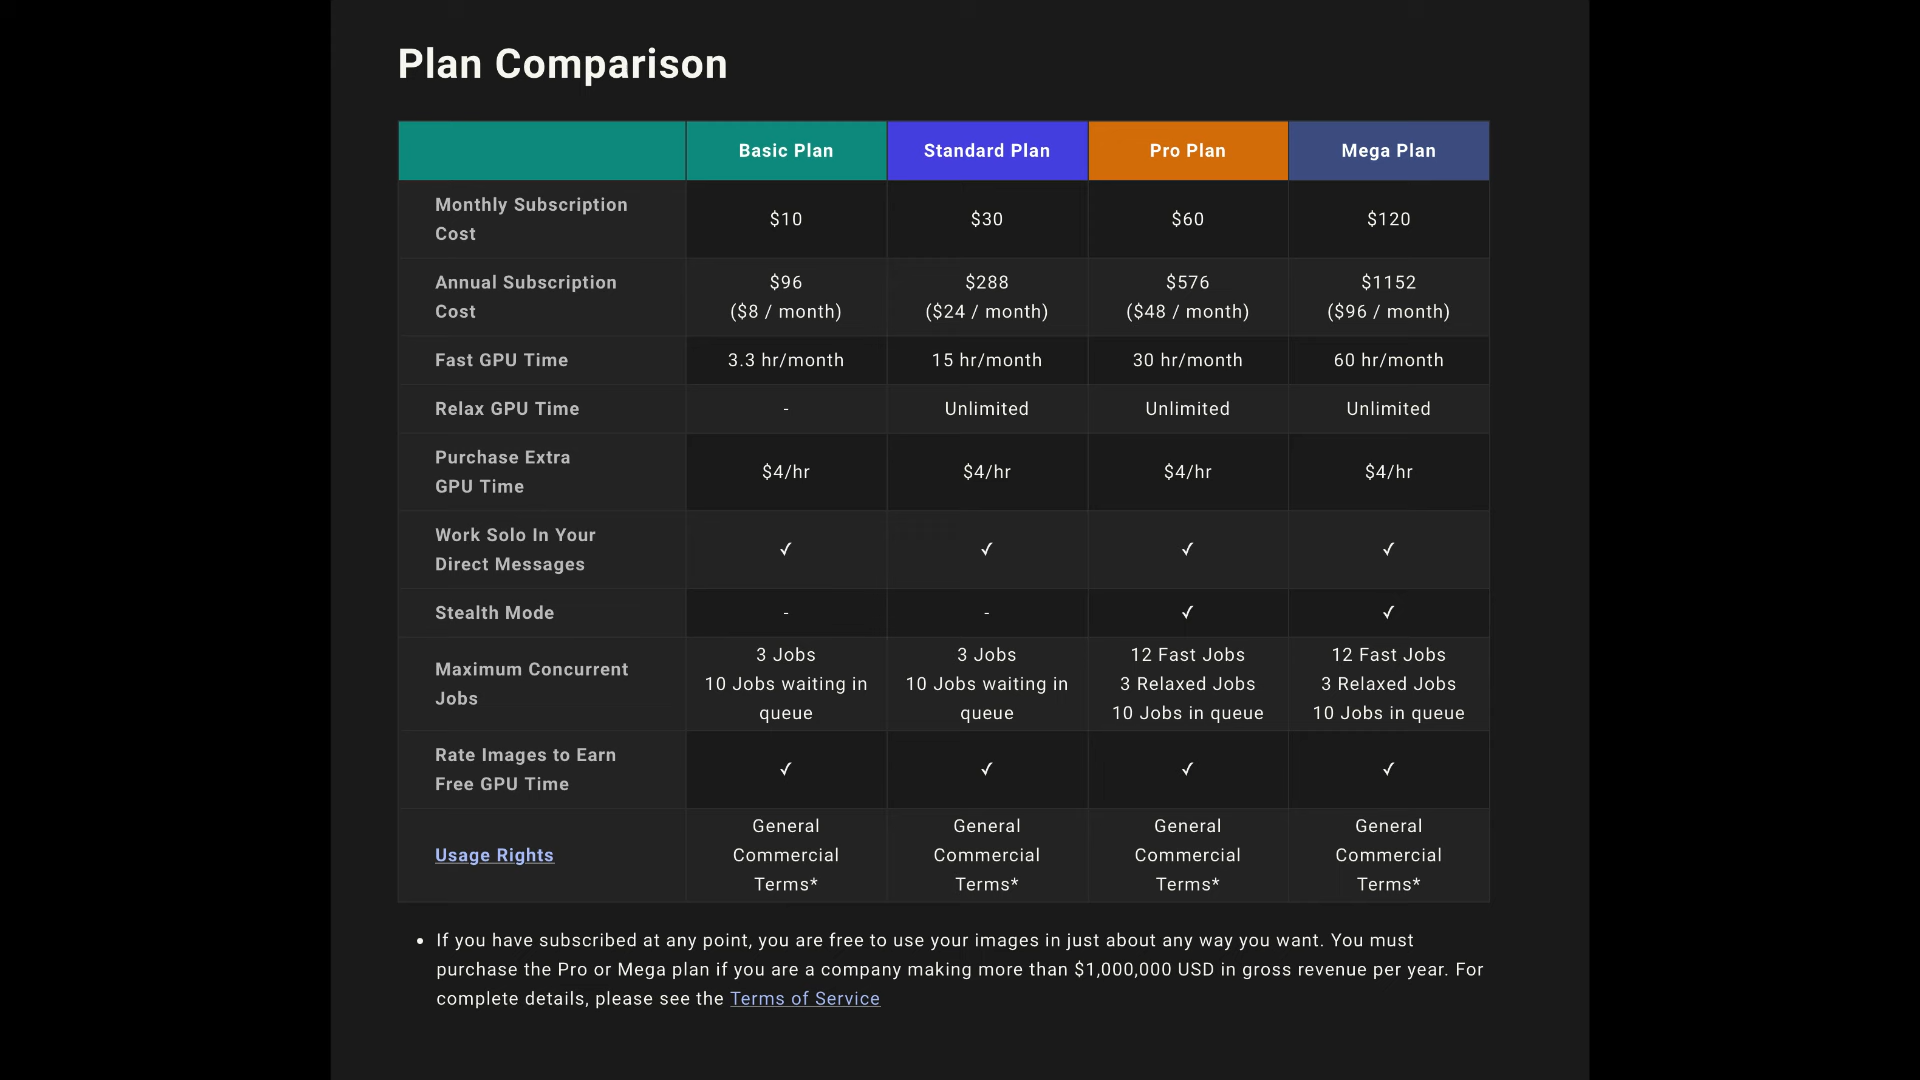 Plan Comparison
Basic Plan Standard Plan Pro Plan Mega Plan
Monthly Subscription
Cost
$10 $30 $60 $120
Annual Subscription
Cost
$96 $288 $576 $1152
($8 / month) ($24 / month) ($48 / month) ($96 / month)
Fast GPU Time 3.3 hr/month 15 hr/month 30 hr/month 60 hr/month
Relax GPU Time - Unlimited Unlimited Unlimited
Purchase Extra
GPU Time
$4/hr $4/hr $4/hr $4/hr
Work Solo In Your
Direct Messages
✓ ✓ ✓ ✓
Stealth Mode - - ✓ ✓
Maximum Concurrent
Jobs
3 Jobs 3 Jobs 12 Fast Jobs 12 Fast Jobs
10 Jobs waiting in 10 Jobs waiting in 3 Relaxed Jobs 3 Relaxed Jobs
queue queue 10 Jobs in queue 10 Jobs in queue
Rate Images to Earn
Free GPU Time
✓ ✓ ✓ ✓
Usage Rights
General General General General
Commercial Commercial Commercial Commercial
Terms* Terms* Terms* Terms*
• If you have subscribed at any point, you are free to use your images in just about any way you want. You must
purchase the Pro or Mega plan if you are a company making more than $1,000,000 USD in gross revenue per year. For
complete details, please see the Terms of Service